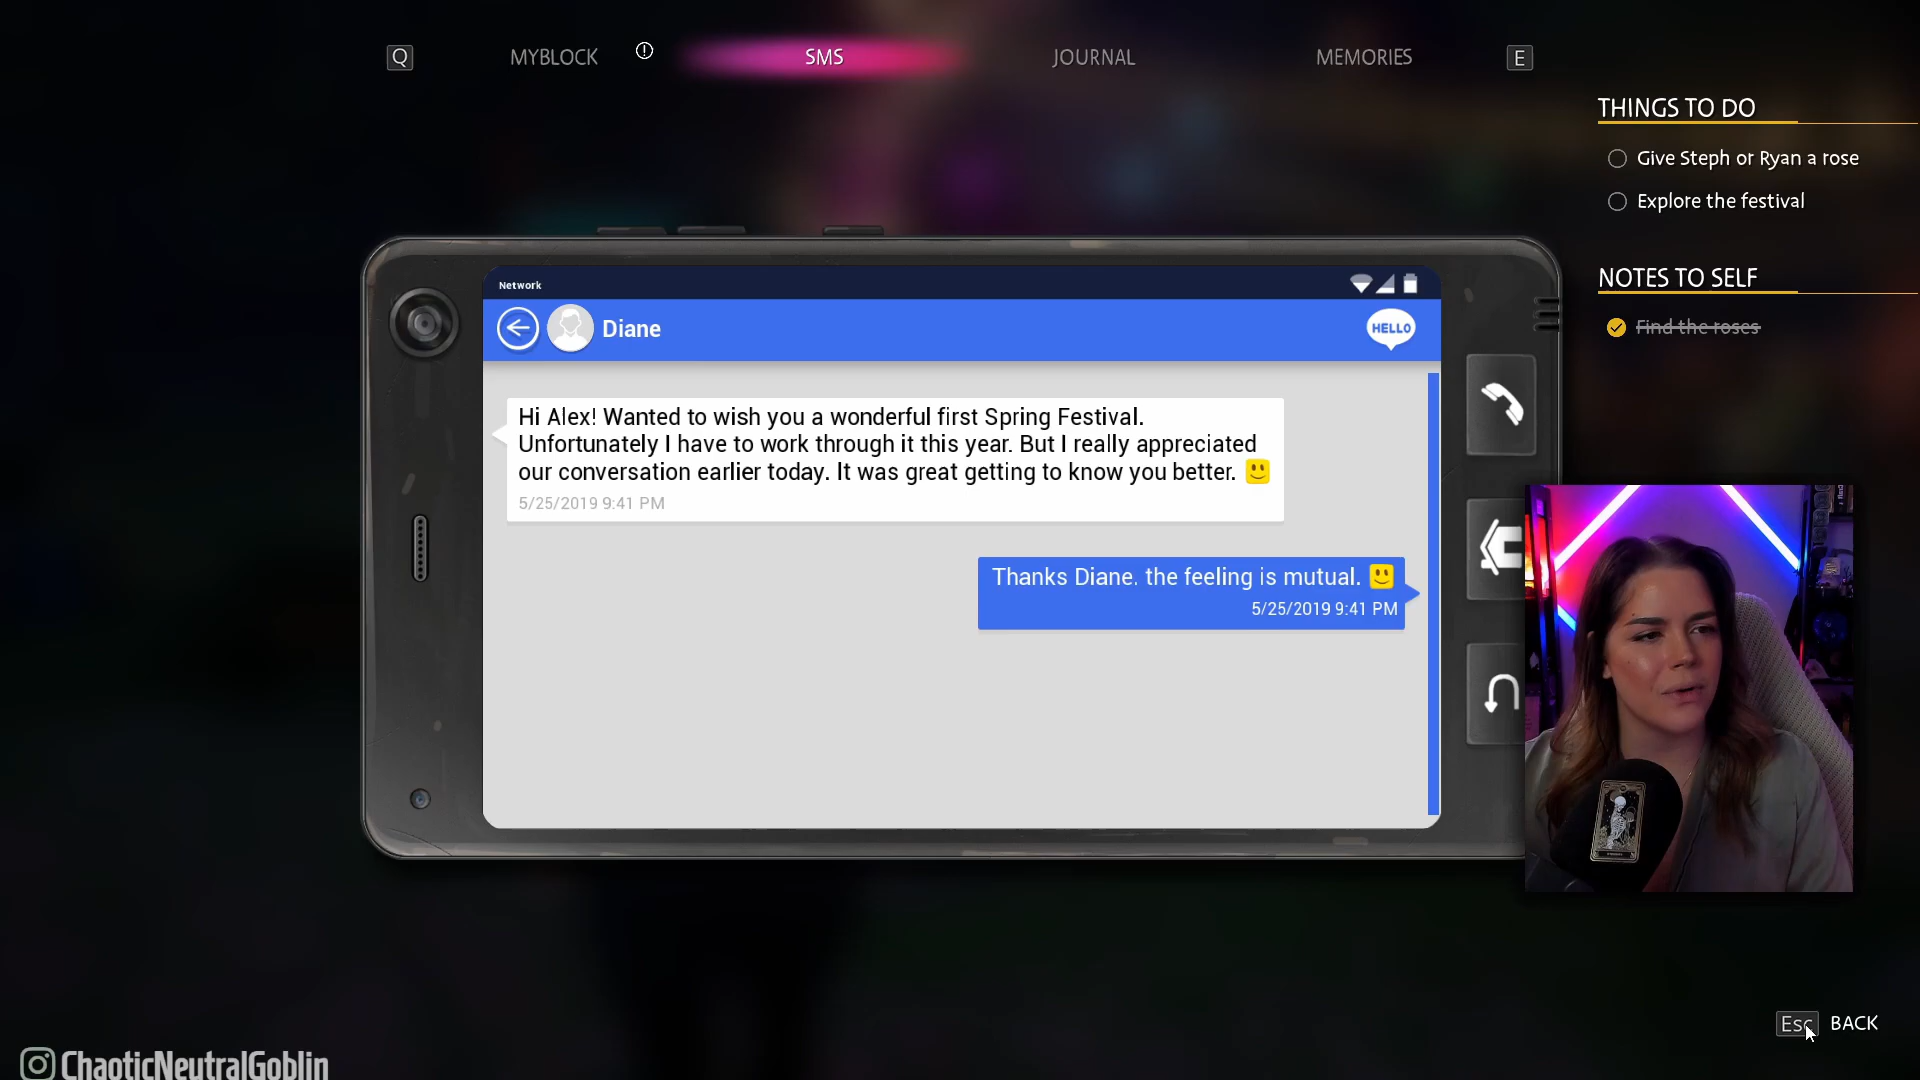 Q
MYBLOCK
SMS
JOURNAL
MEMORIES
E
THINGS TO DO
Give Steph or Ryan a rose
Explore the festival
NOTES TO SELF
Find the roses
Network
Diane
HELLO
Hi Alex! Wanted to wish you a wonderful first Spring Festival.
Unfortunately I have to work through it this year. But I really appreciated
our conversation earlier today. It was great getting to know you better.
5/25/2019 9:41 PM
Thanks Diane. the feeling is mutual.
5/25/2019 9:41 PM
Esc BACK
ChaoticNeutralGoblin